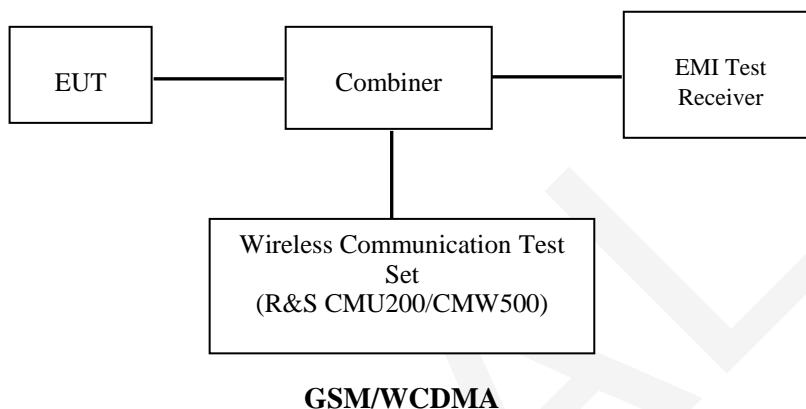 EUT
Combiner
EMI Test
Receiver
Wireless Communication Test
Set
(R&S CMU200/CMW500)
GSM/WCDMA